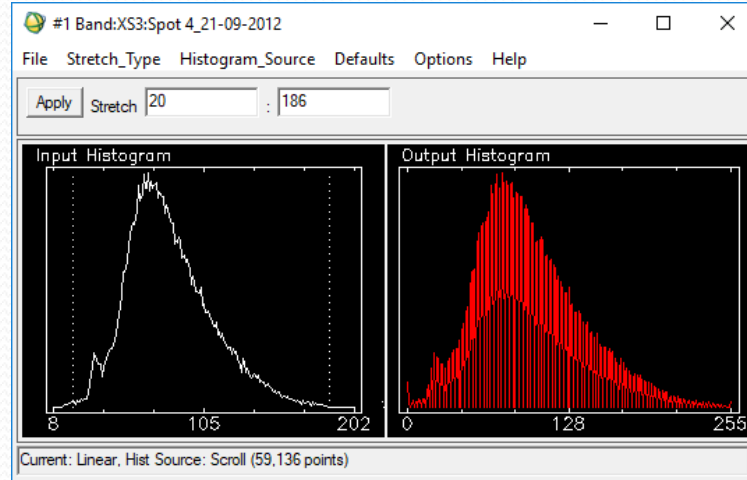 #1 Band:XS3:Spot 4_21-09-2012
File Stretch_Type Histogram_Source Defaults Options Help
Apply Stretch 20 : 186
Input Histogram Output Histogram
8 105 202 0 128 255
Current: Linear, Hist Source: Scroll (59,136 points)